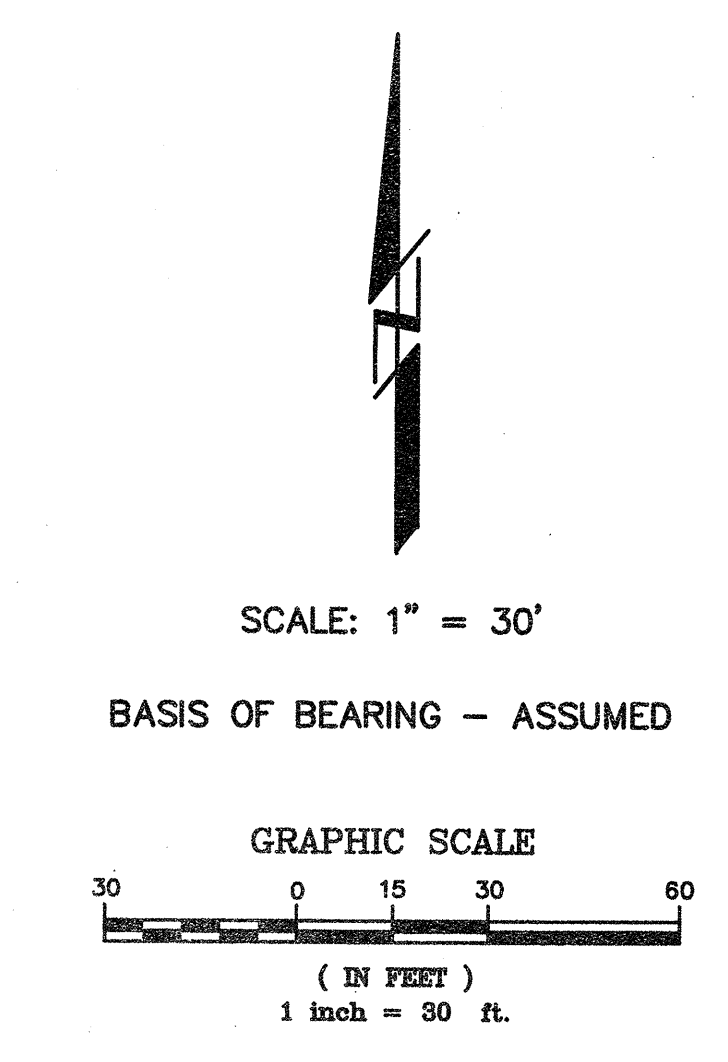 N
SCALE: 1" = 30'
BASIS OF BEARING – ASSUMED
GRAPHIC SCALE
30 0 15 30 60
( IN FEET )
1 inch = 30 ft.